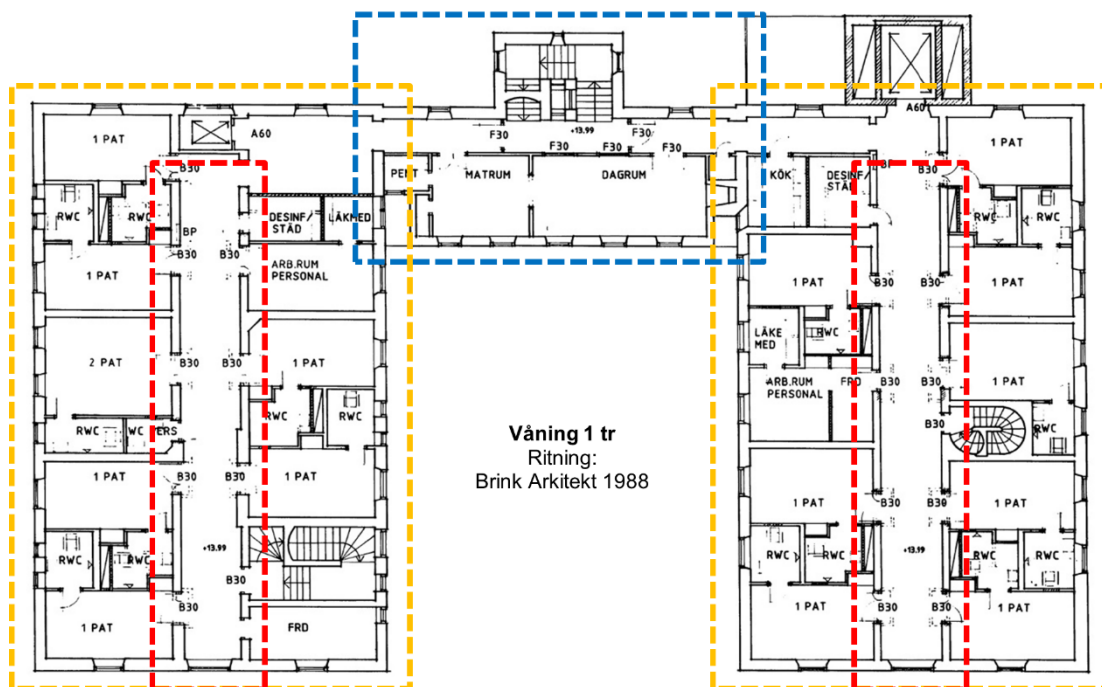 1 PAT
A60
B30
RWC
RWC
BP
B30
B30
DESINF/
STÄD
LÄKMED
1 PAT
ARB.RUM
PERSONAL
2 PAT
B30
B30
1 PAT
RWC
RWC
RWC
WC
PERS
1 PAT
B30
B30
1 PAT
+13.99
RWC
RWC
B30
B30
1 PAT
FRD
F30
+13.99
F30
F30
F30
F30
PENT
MATRUM
DAGRUM
Våning 1 tr
Ritning:
Brink Arkitekt 1988
A60
1 PAT
KÖK
DESINF/
STÄD
BP
B30
RWC
RWC
1 PAT
B30
B30
1 PAT
LÄKE
MED
RWC
ARB.RUM
PERSONAL
FRD
B30
B30
1 PAT
B30
RWC
1 PAT
B30
B30
1 PAT
+13.99
RWC
RWC
RWC
RWC
1 PAT
B30
B30
1 PAT